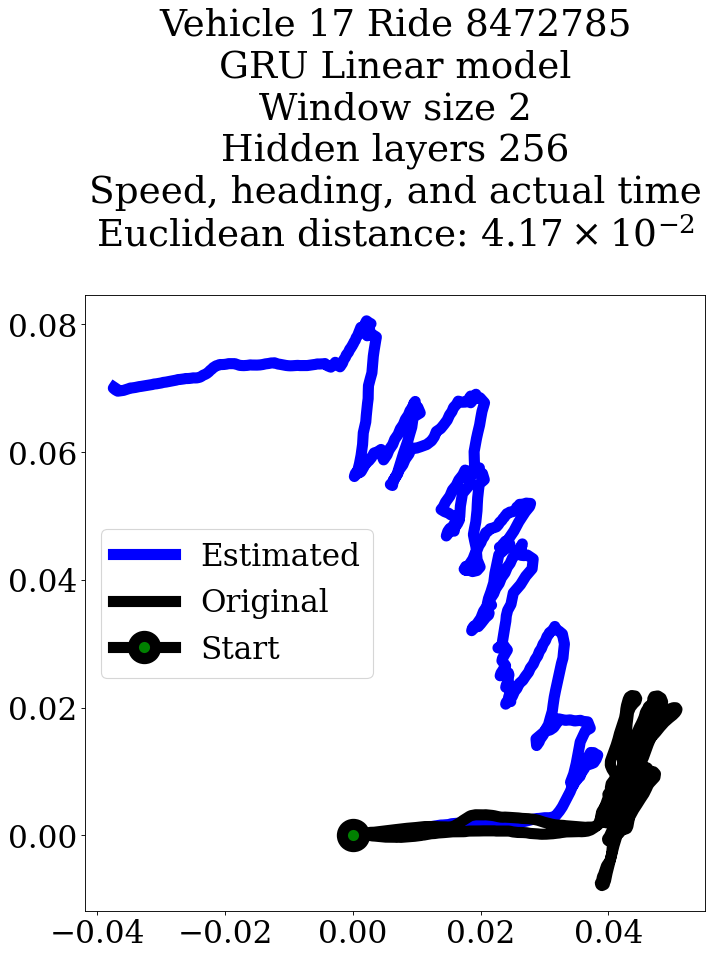 Vehicle 17 Ride 8472785
GRU Linear model
Window size 2
Hidden layers 256
Speed, heading, and actual time
Euclidean distance: 4.17 × 10⁻²
0.08
0.06
0.04
0.02
0.00
Estimated
Original
Start
−0.04 −0.02 0.00 0.02 0.04